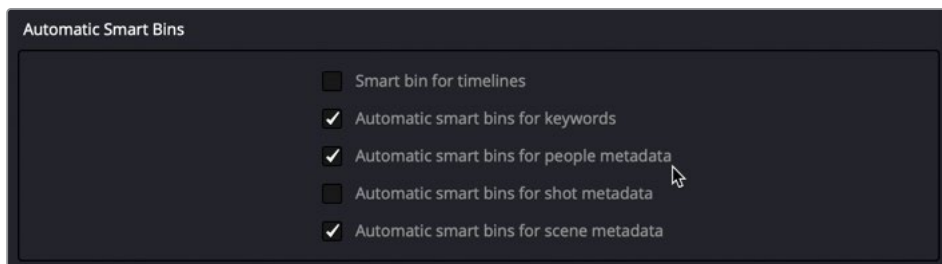 Automatic Smart Bins
Smart bin for timelines
Automatic smart bins for keywords
Automatic smart bins for people metadata
Automatic smart bins for shot metadata
Automatic smart bins for scene metadata